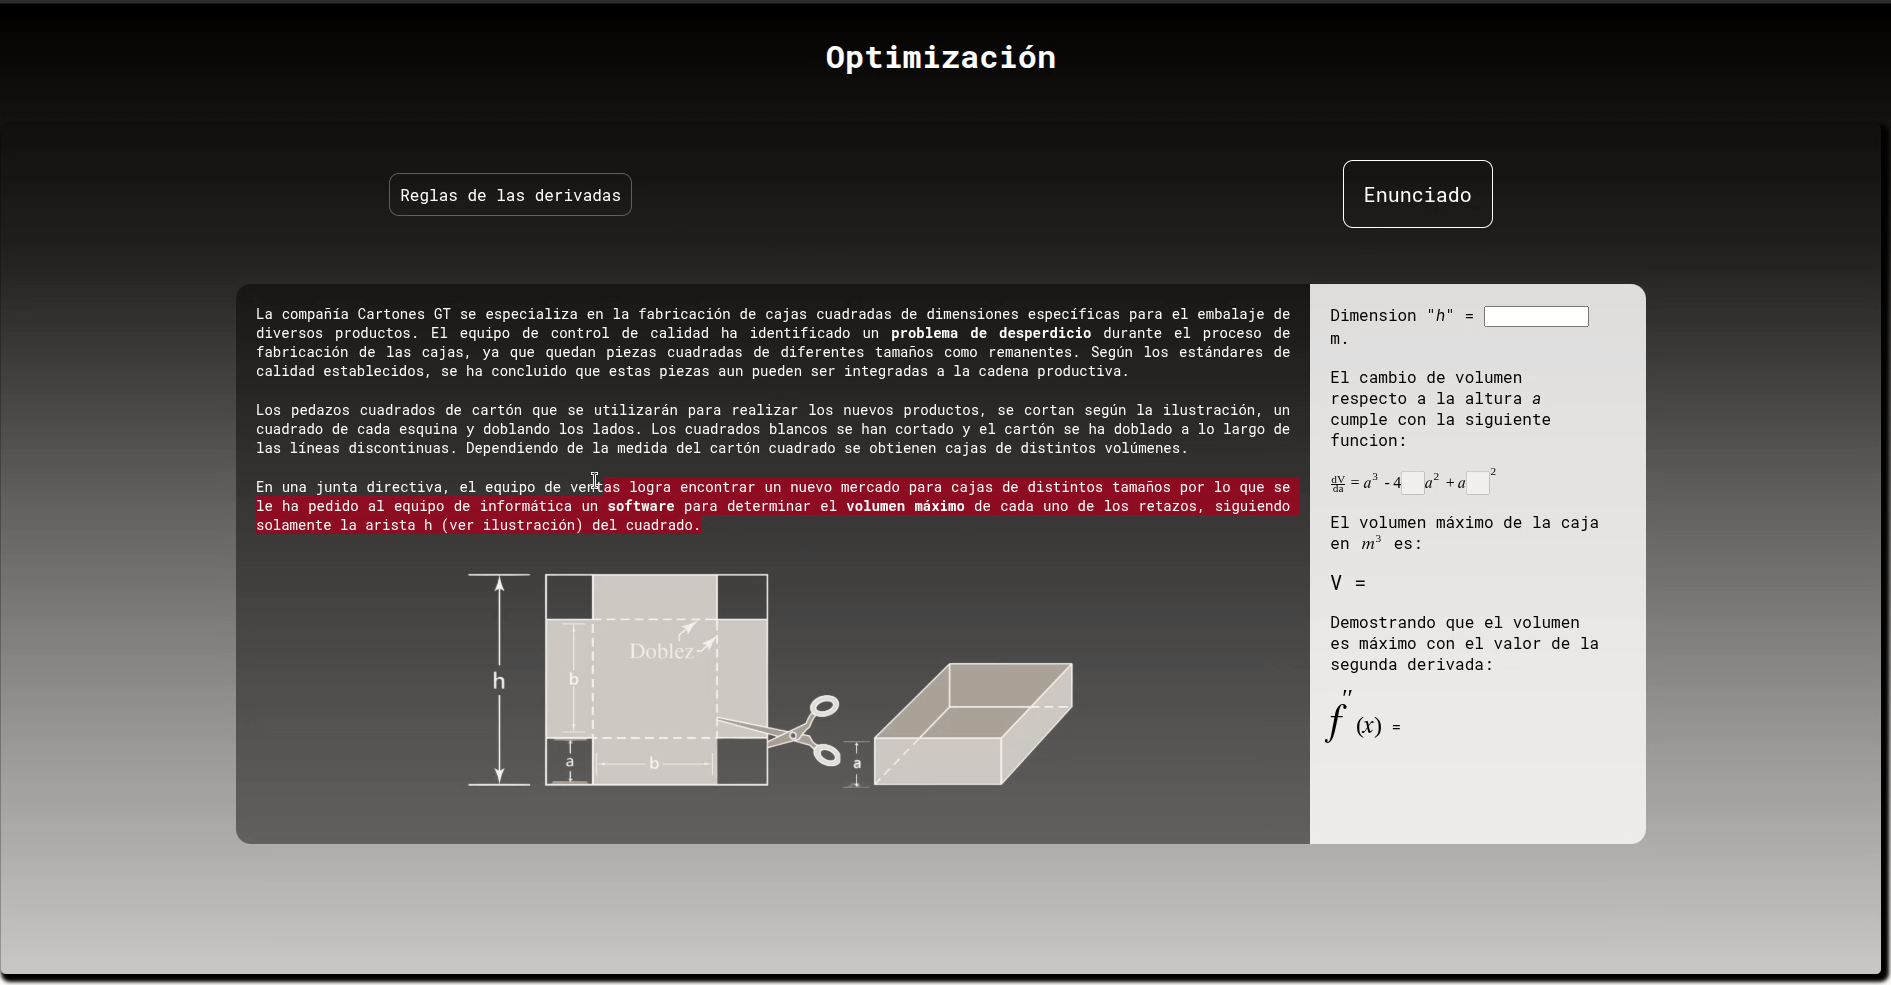 Optimización
Reglas de las derivadas
Enunciado
La compañía Cartones GT se especializa en la fabricación de cajas cuadradas de dimensiones específicas para el embalaje de
diversos productos. El equipo de control de calidad ha identificado un problema de desperdicio durante el proceso de
fabricación de las cajas, ya que quedan piezas cuadradas de diferentes tamaños como remanentes. Según los estándares de
calidad establecidos, se ha concluido que estas piezas aun pueden ser integradas a la cadena productiva.
Los pedazos cuadrados de cartón que se utilizarán para realizar los nuevos productos, se cortan según la ilustración, un
cuadrado de cada esquina y doblando los lados. Los cuadrados blancos se han cortado y el cartón se ha doblado a lo largo de
las líneas discontinuas. Dependiendo de la medida del cartón cuadrado se obtienen cajas de distintos volúmenes.
En una junta directiva, el equipo de ventas logra encontrar un nuevo mercado para cajas de distintos tamaños por lo que se
le ha pedido al equipo de informática un software para determinar el volumen máximo de cada uno de los retazos, siguiendo
solamente la arista h (ver ilustración) del cuadrado.
h
b
Doblez
a
b
a
Dimension "h" =
m.
El cambio de volumen
respecto a la altura a
cumple con la siguiente
funcion:
dV/da = a³ - 4 a² + a ²
El volumen máximo de la caja
en m³ es:
V =
Demostrando que el volumen
es máximo con el valor de la
segunda derivada:
f″(x) =